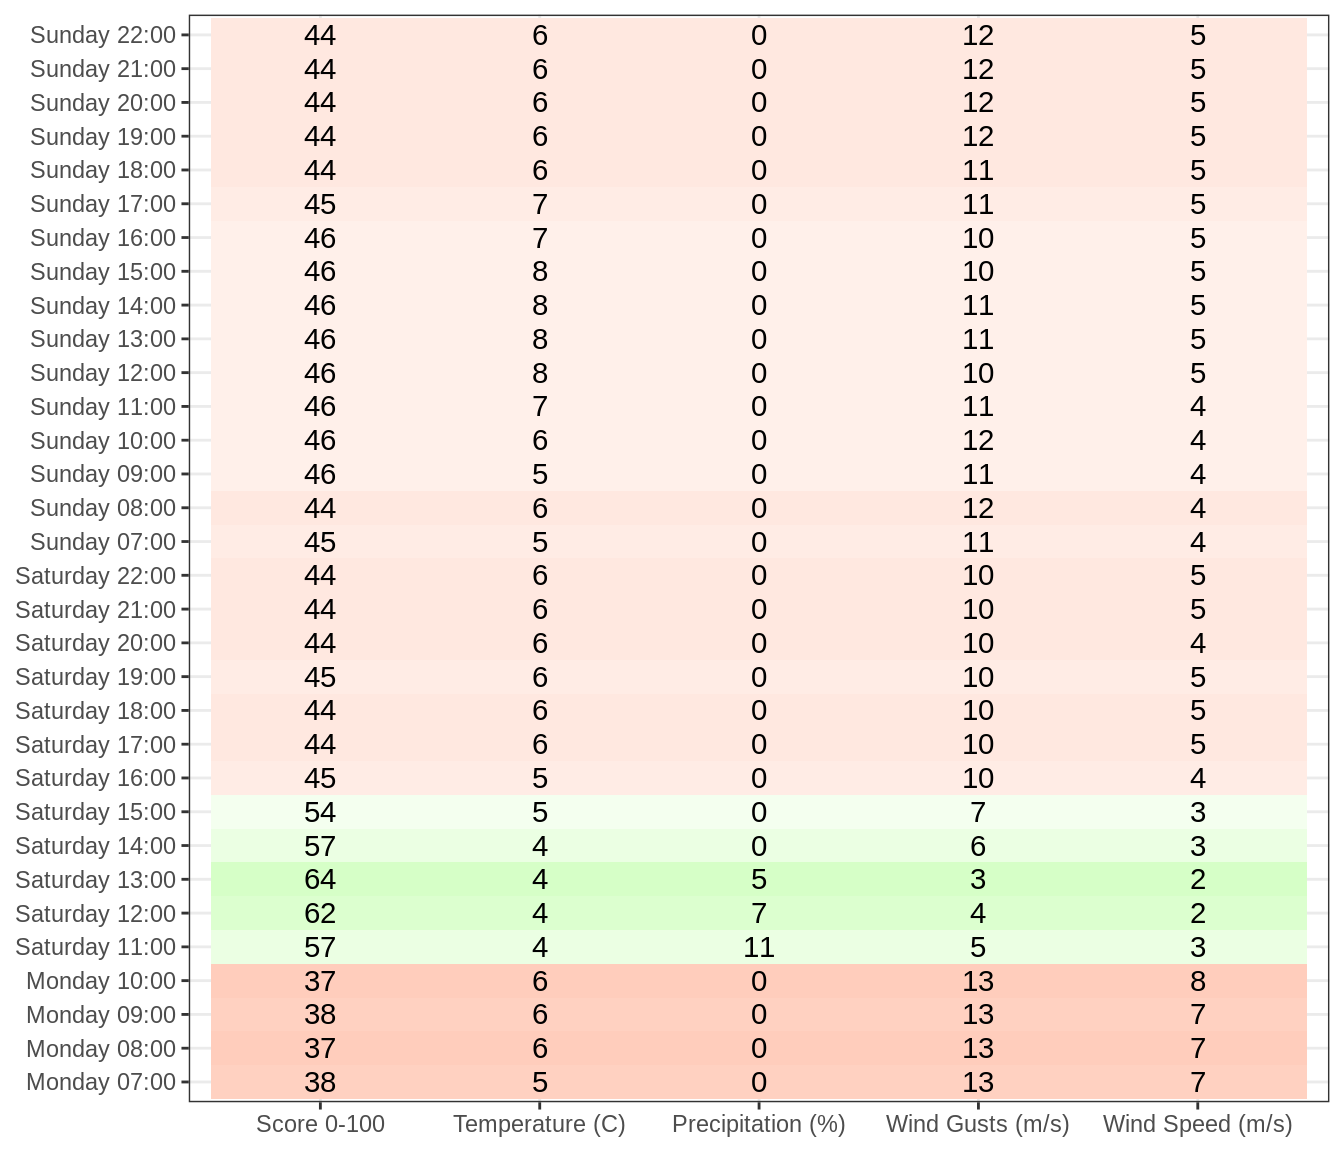 Sunday 22:00 44 6 0 12 5
Sunday 21:00 44 6 0 12 5
Sunday 20:00 44 6 0 12 5
Sunday 19:00 44 6 0 12 5
Sunday 18:00 44 6 0 11 5
Sunday 17:00 45 7 0 11 5
Sunday 16:00 46 7 0 10 5
Sunday 15:00 46 8 0 10 5
Sunday 14:00 46 8 0 11 5
Sunday 13:00 46 8 0 11 5
Sunday 12:00 46 8 0 10 5
Sunday 11:00 46 7 0 11 4
Sunday 10:00 46 6 0 12 4
Sunday 09:00 46 5 0 11 4
Sunday 08:00 44 6 0 12 4
Sunday 07:00 45 5 0 11 4
Saturday 22:00 44 6 0 10 5
Saturday 21:00 44 6 0 10 5
Saturday 20:00 44 6 0 10 4
Saturday 19:00 45 6 0 10 5
Saturday 18:00 44 6 0 10 5
Saturday 17:00 44 6 0 10 5
Saturday 16:00 45 5 0 10 4
Saturday 15:00 54 5 0 7 3
Saturday 14:00 57 4 0 6 3
Saturday 13:00 64 4 5 3 2
Saturday 12:00 62 4 7 4 2
Saturday 11:00 57 4 11 5 3
Monday 10:00 37 6 0 13 8
Monday 09:00 38 6 0 13 7
Monday 08:00 37 6 0 13 7
Monday 07:00 38 5 0 13 7
Score 0-100 Temperature (C) Precipitation (%) Wind Gusts (m/s) Wind Speed (m/s)